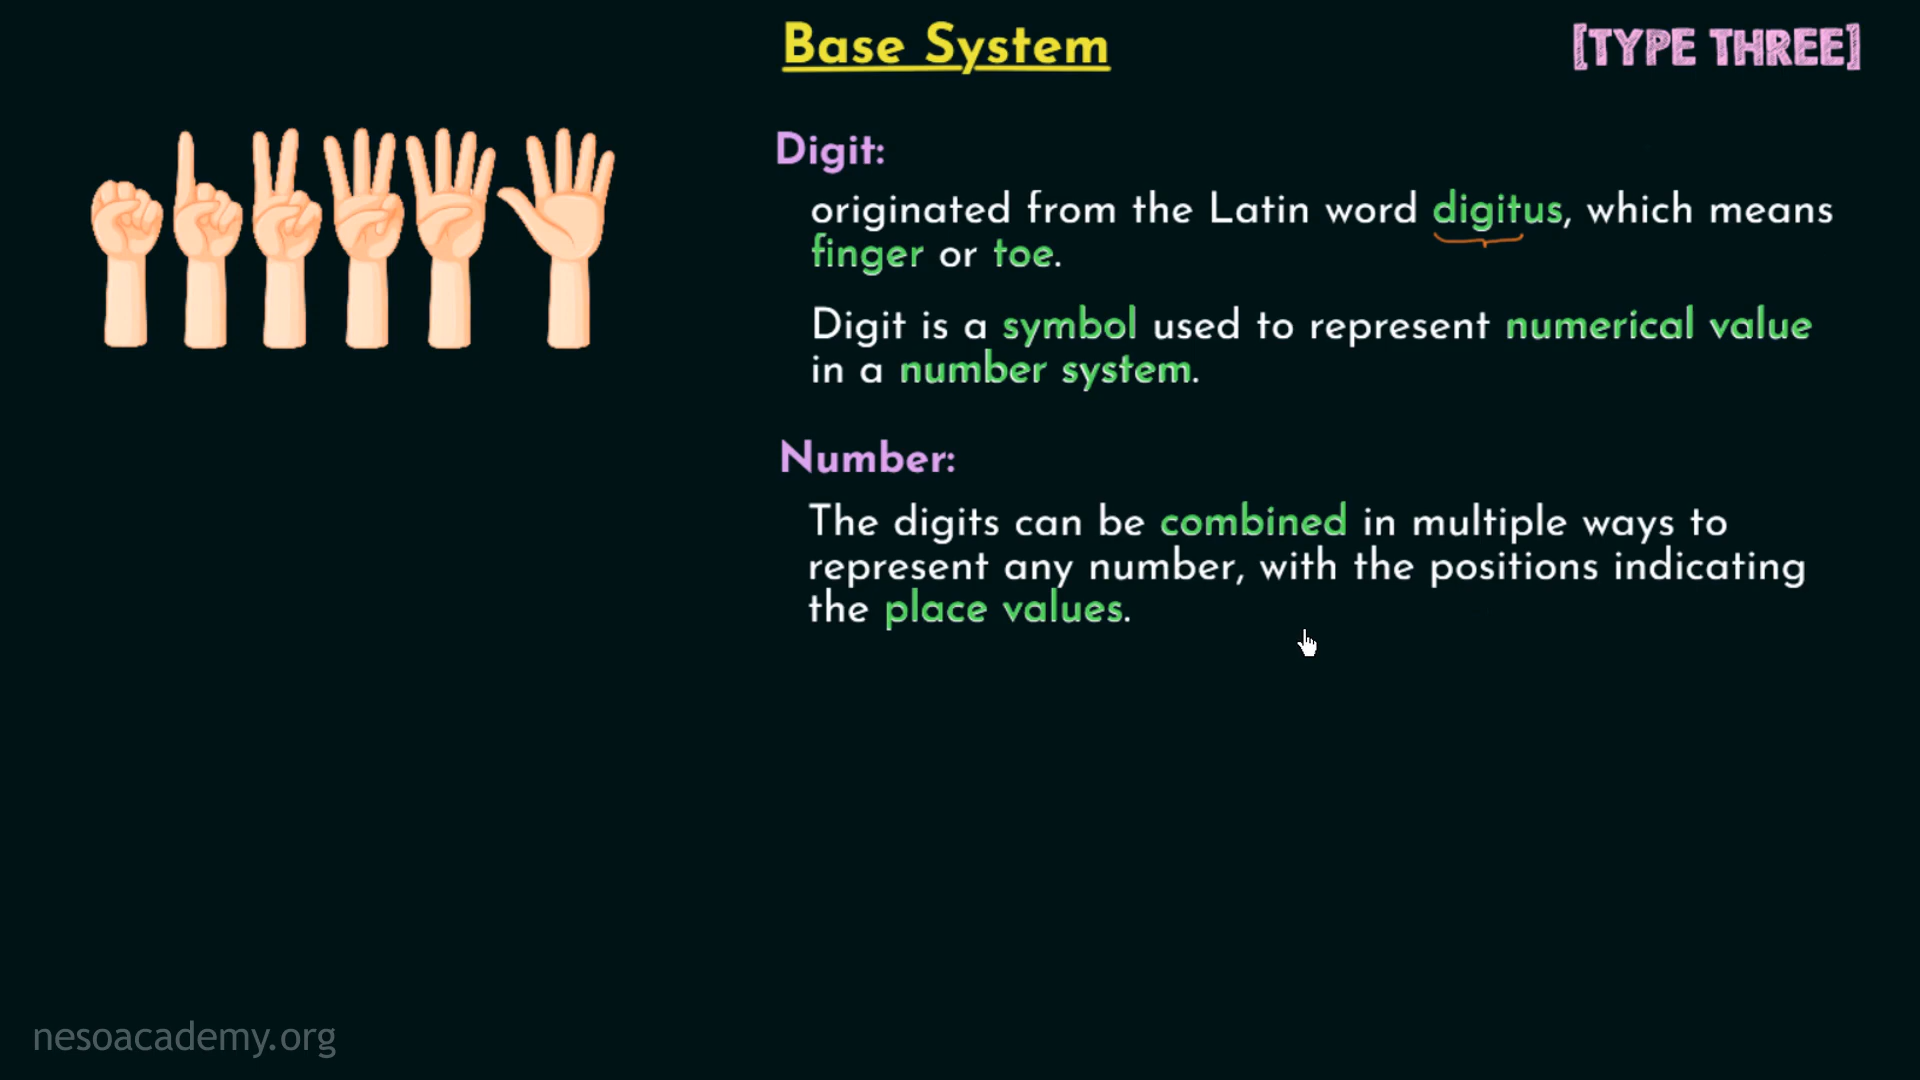 Base System
[TYPE THREE]
Digit:
originated from the Latin word digitus, which means
finger or toe.
Digit is a symbol used to represent numerical value
in a number system.
Number:
The digits can be combined in multiple ways to
represent any number, with the positions indicating
the place values.
nesoacademy.org